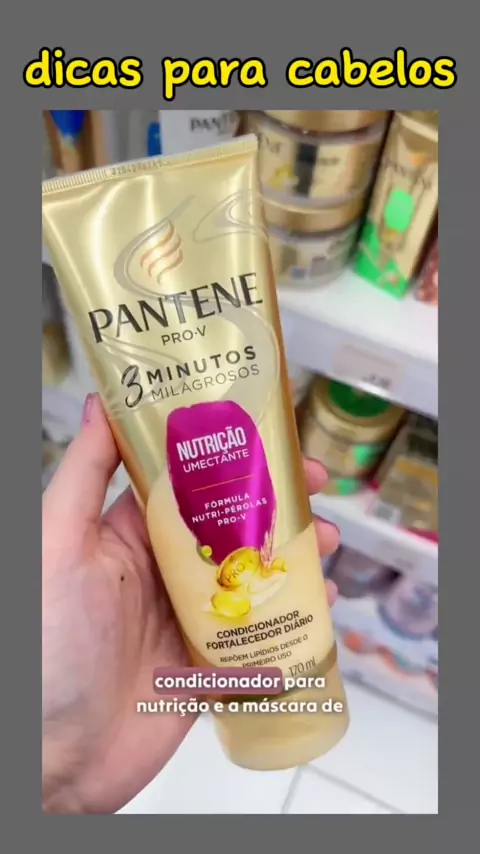 dicas para cabelos
PANTENE
PRO-V
3 MINUTOS
MILAGROSOS
NUTRIÇÃO
UMECTANTE
FÓRMULA
NUTRI-PÉROLAS
PRO-V
CONDICIONADOR
FORTALECEDOR DIÁRIO
REPÕEM LIPÍDIOS DESDE O
PRIMEIRO USO
170 ml
condicionador para
nutrição e a máscara de
PANTENE